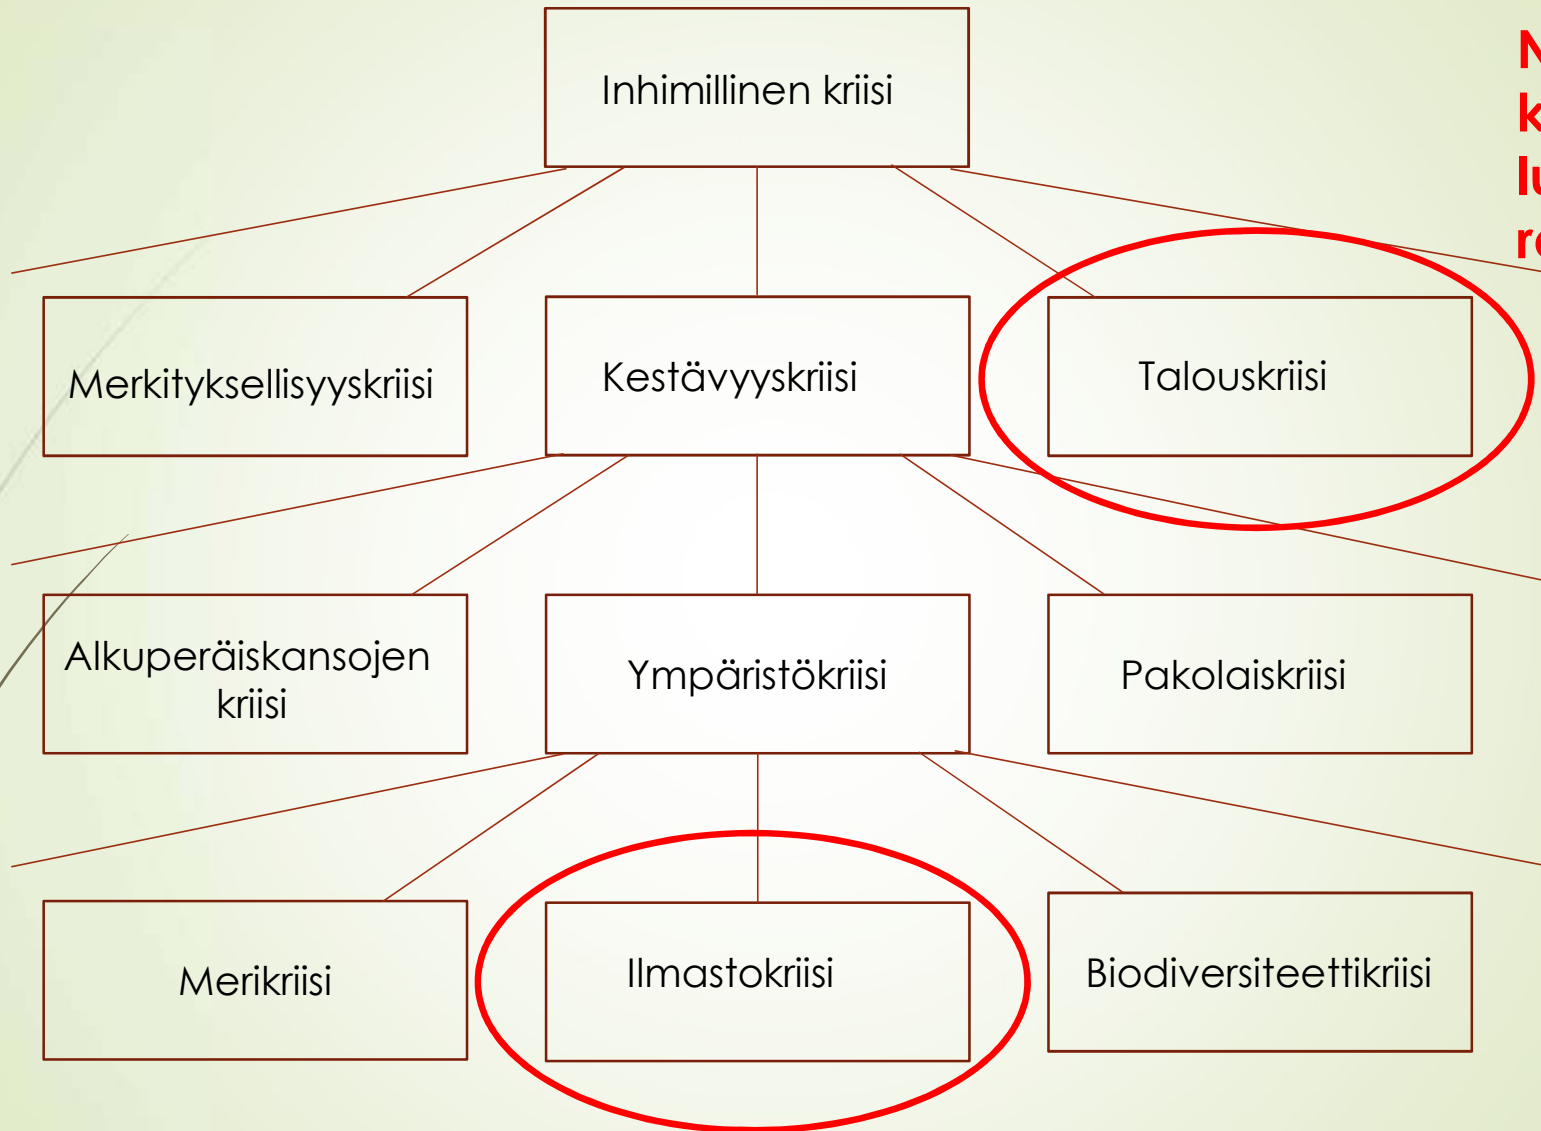 Inhimillinen kriisi
Merkityksellisyyskriisi
Kestävyyskriisi
Talouskriisi
Alkuperäiskansojen
kriisi
Ympäristökriisi
Pakolaiskriisi
Merikriisi
Ilmastokriisi
Biodiversiteettikriisi